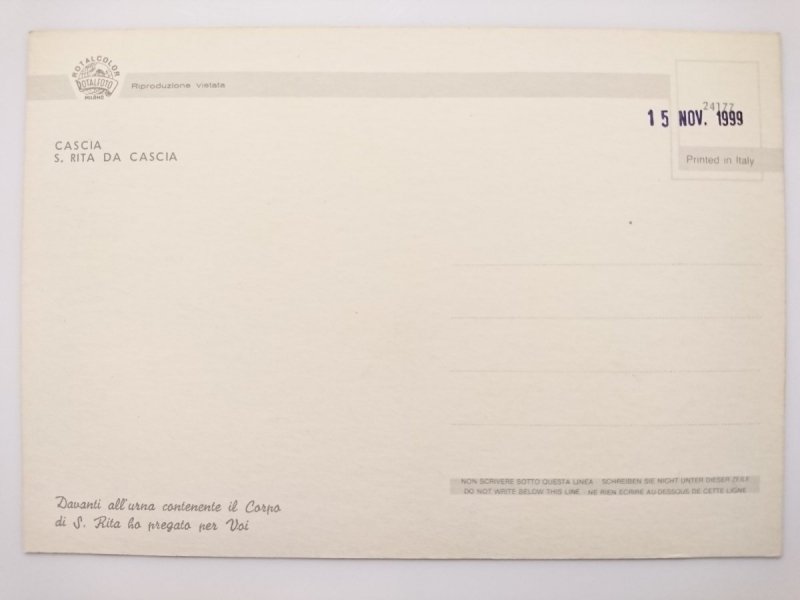 ROTALCOLOR
ROTALFOTO
MILANO
Riproduzione vietata
24177
15 NOV. 1999
Printed in Italy
CASCIA
S. RITA DA CASCIA
NON SCRIVERE SOTTO QUESTA LINEA SCHREIBEN SIE NIGHT UNTER DIESER ZEILE
DO NOT WRITE BELOW THIS LINE NE RIEN ECRIRE AU-DESSOUS DE CETTE LIGNE
Davanti all'urna contenente il Corpo
di S. Rita ho pregato per Voi